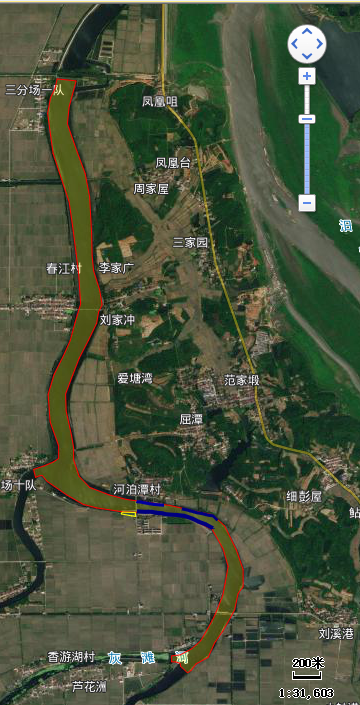 三分场一队
凤凰咀
凤凰台
周家屋
三家园
涢
春江村
李家广
刘家冲
爱塘湾
范家塅
屈潭
场十队
河泊潭村
细彭屋
鲇
刘溪港
香游湖村
灰滩河
芦花洲
200米
1:31,603